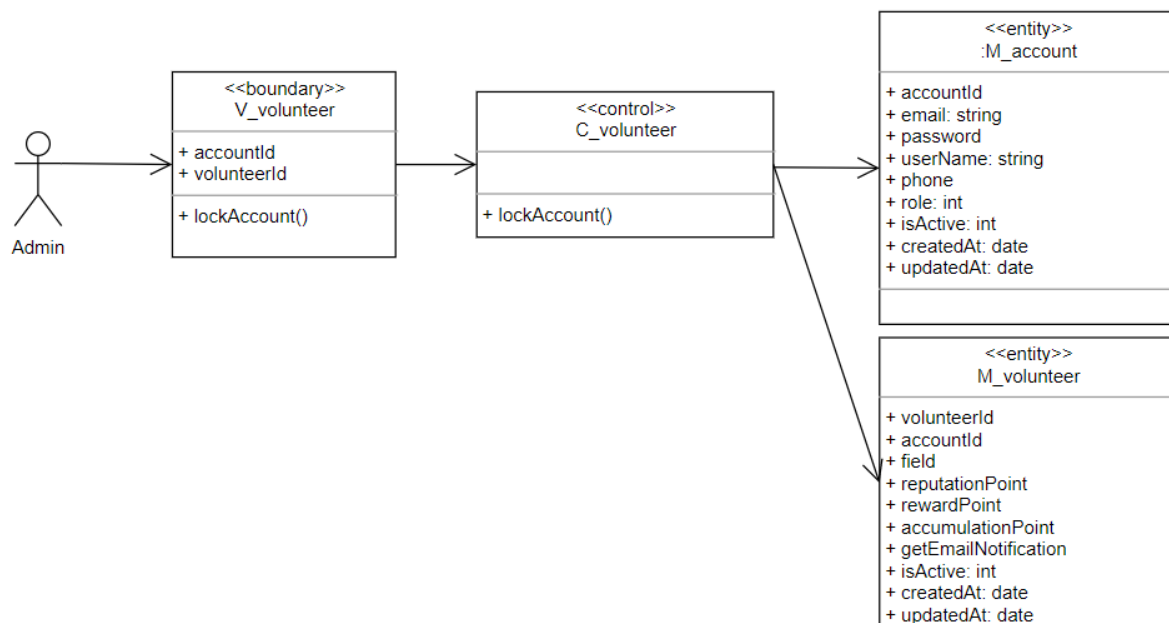 Admin
<<boundary>>
V_volunteer
+ accountId
+ volunteerId
+ lockAccount()
<<control>>
C_volunteer
+ lockAccount()
<<entity>>
:M_account
+ accountId
+ email: string
+ password
+ userName: string
+ phone
+ role: int
+ isActive: int
+ createdAt: date
+ updatedAt: date
<<entity>>
M_volunteer
+ volunteerId
+ accountId
+ field
+ reputationPoint
+ rewardPoint
+ accumulationPoint
+ getEmailNotification
+ isActive: int
+ createdAt: date
+ updatedAt: date